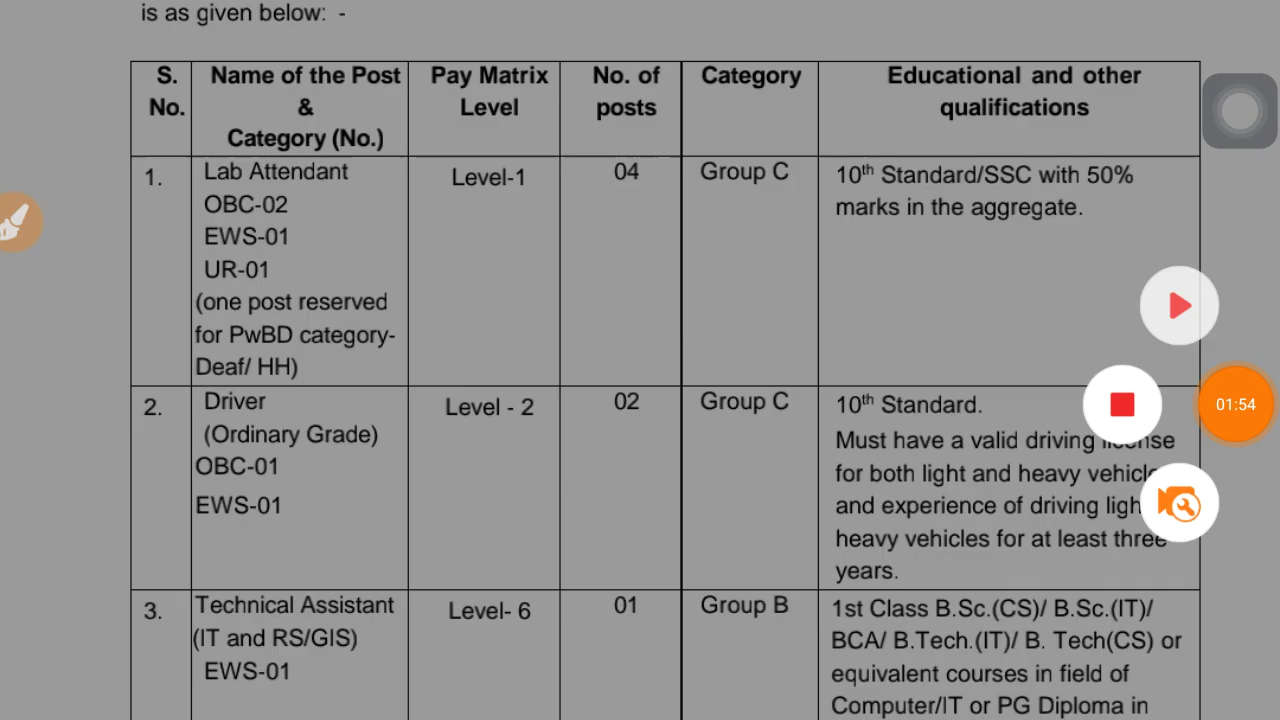 is as given below: -
S. No.
Name of the Post & Category (No.)
Pay Matrix Level
No. of posts
Category
Educational and other qualifications
1.
Lab Attendant
OBC-02
EWS-01
UR-01
(one post reserved
for PwBD category-
Deaf/ HH)
Level-1
04
Group C
10th Standard/SSC with 50%
marks in the aggregate.
2.
Driver
(Ordinary Grade)
OBC-01
EWS-01
Level - 2
02
Group C
10th Standard.
Must have a valid driving
for both light and heavy
and experience of driving
heavy vehicles for at least three
years.
3.
Technical Assistant
(IT and RS/GIS)
EWS-01
Level- 6
01
Group B
1st Class B.Sc.(CS)/ B.Sc.(IT)/
BCA/ B.Tech.(IT)/ B. Tech(CS) or
equivalent courses in field of
Computer/IT or PG Diploma in
01:54